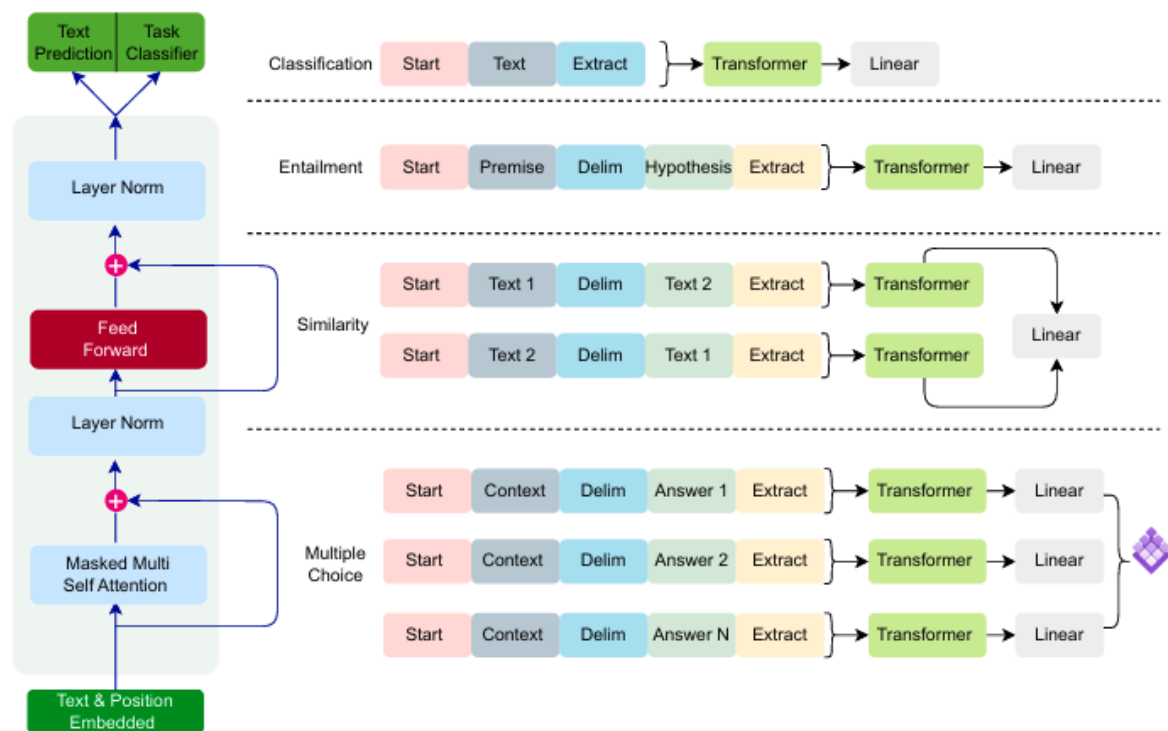 Text
Prediction
Task
Classifier
Layer Norm
Feed
Forward
Layer Norm
Masked Multi
Self Attention
Text & Position
Embedded
Classification Start Text Extract Transformer Linear
Entailment Start Premise Delim Hypothesis Extract Transformer Linear
Similarity
Start Text 1 Delim Text 2 Extract Transformer
Start Text 2 Delim Text 1 Extract Transformer
Linear
Multiple
Choice
Start Context Delim Answer 1 Extract Transformer Linear
Start Context Delim Answer 2 Extract Transformer Linear
Start Context Delim Answer N Extract Transformer Linear